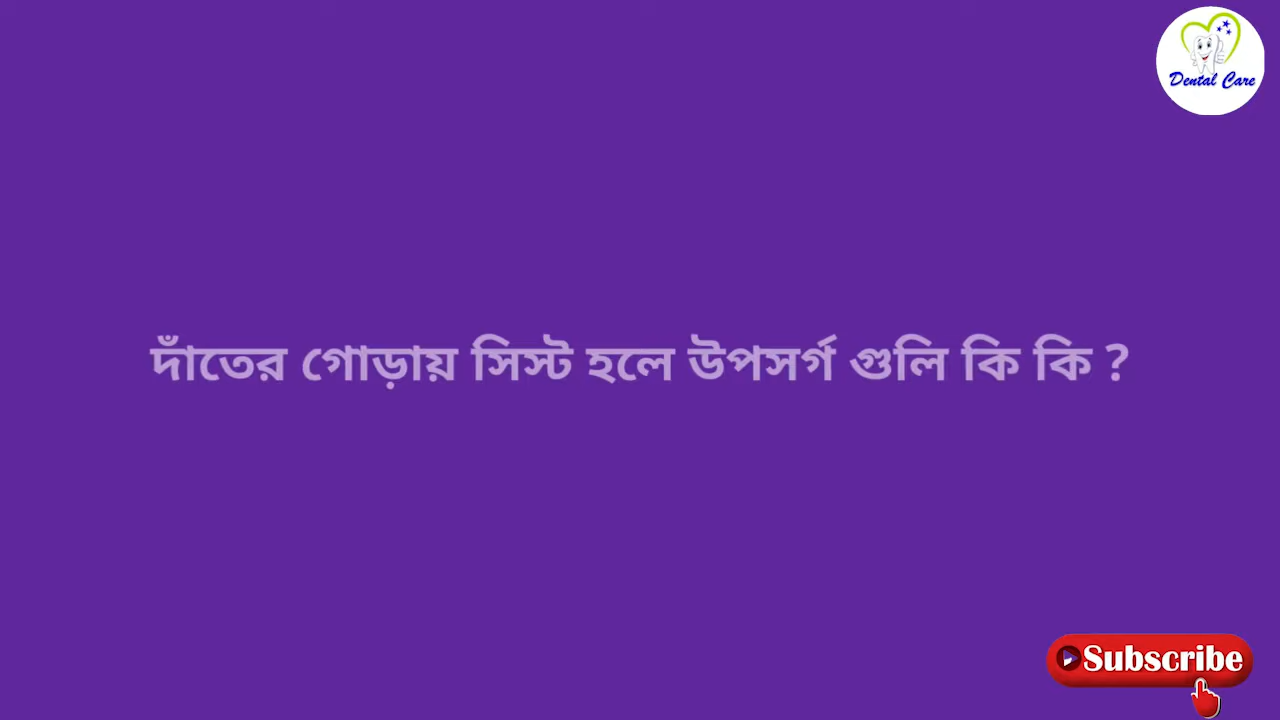 Dental Care
দাঁতের গোড়ায় সিস্ট হলে উপসর্গ গুলি কি কি ?
Subscribe